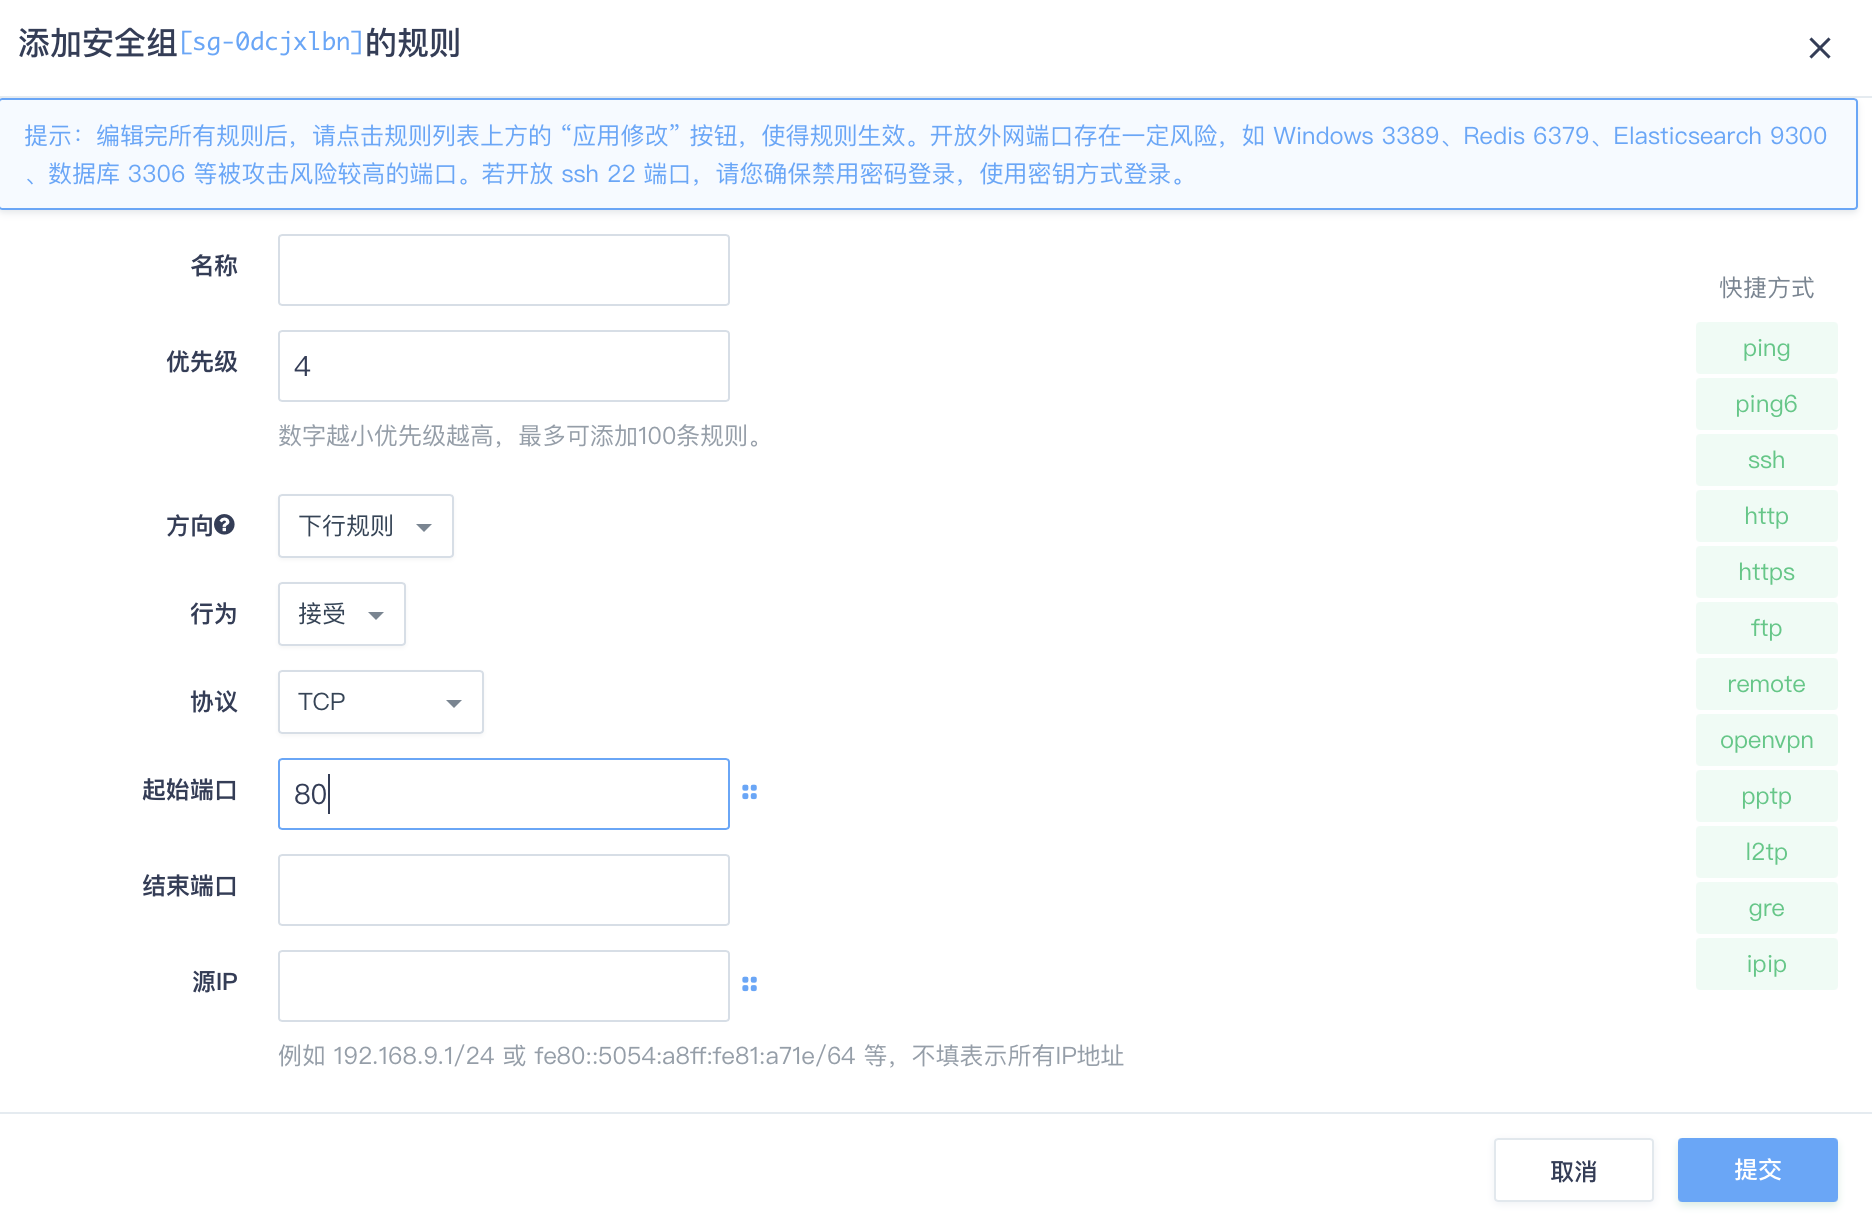 添加安全组[sg-0dcjxlbn]的规则
提示：编辑完所有规则后，请点击规则列表上方的 “应用修改” 按钮，使得规则生效。开放外网端口存在一定风险，如 Windows 3389、Redis 6379、Elasticsearch 9300
、数据库 3306 等被攻击风险较高的端口。若开放 ssh 22 端口，请您确保禁用密码登录，使用密钥方式登录。
名称
优先级
4
数字越小优先级越高，最多可添加100条规则。
方向
下行规则
行为
接受
协议
TCP
起始端口
80
结束端口
源IP
例如 192.168.9.1/24 或 fe80::5054:a8ff:fe81:a71e/64 等，不填表示所有IP地址
快捷方式
ping
ping6
ssh
http
https
ftp
remote
openvpn
pptp
l2tp
gre
ipip
取消
提交